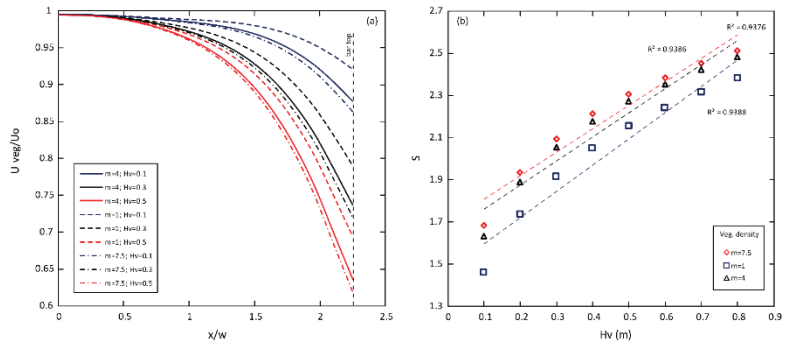 (a)
bar top
U veg/Uo
1
0.95
0.9
0.85
0.8
0.75
0.7
0.65
0.6
m=4; Hv=0.1
m=4; Hv=0.3
m=4; Hv=0.5
m=1; Hv=0.1
m=1; Hv=0.3
m=1; Hv=0.5
m=7.5; Hv=0.1
m=7.5; Hv=0.3
m=7.5; Hv=0.5
0 0.5 1 1.5 2 2.5
x/w
(b)
R² = 0.9376
R² = 0.9386
R² = 0.9388
S
2.7
2.5
2.3
2.1
1.9
1.7
1.5
1.3
Veg. density
m=7.5
m=1
m=4
0.0 0.1 0.2 0.3 0.4 0.5 0.6 0.7 0.8 0.9
Hv (m)